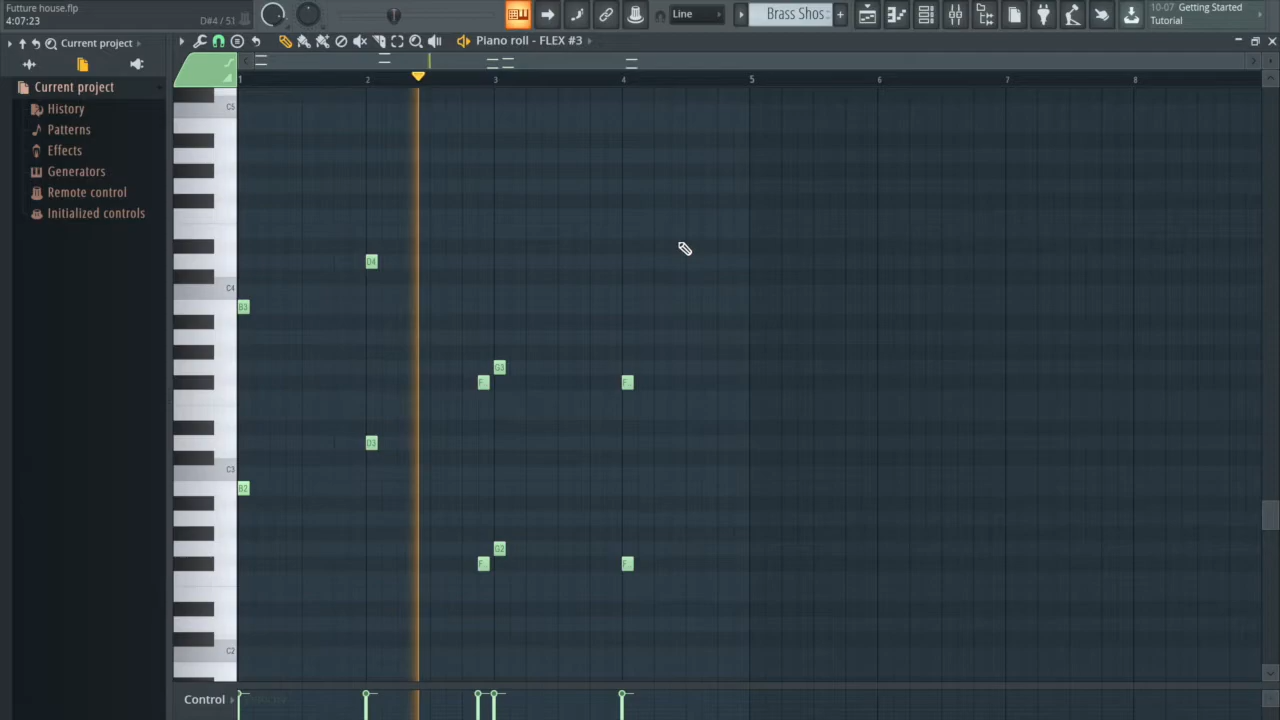 Futture house.flp
4:07:23
D#4 / 51
Line
Brass Shos
10-07 Getting Started
Tutorial
Current project
Piano roll - FLEX #3
Current project
History
Patterns
Effects
Generators
Remote control
Initialized controls
1 2 3 4 5 6 7 8
C5
D4
C4
B3
G3
F..
F..
D3
C3
B2
G2
F..
F..
C2
Control